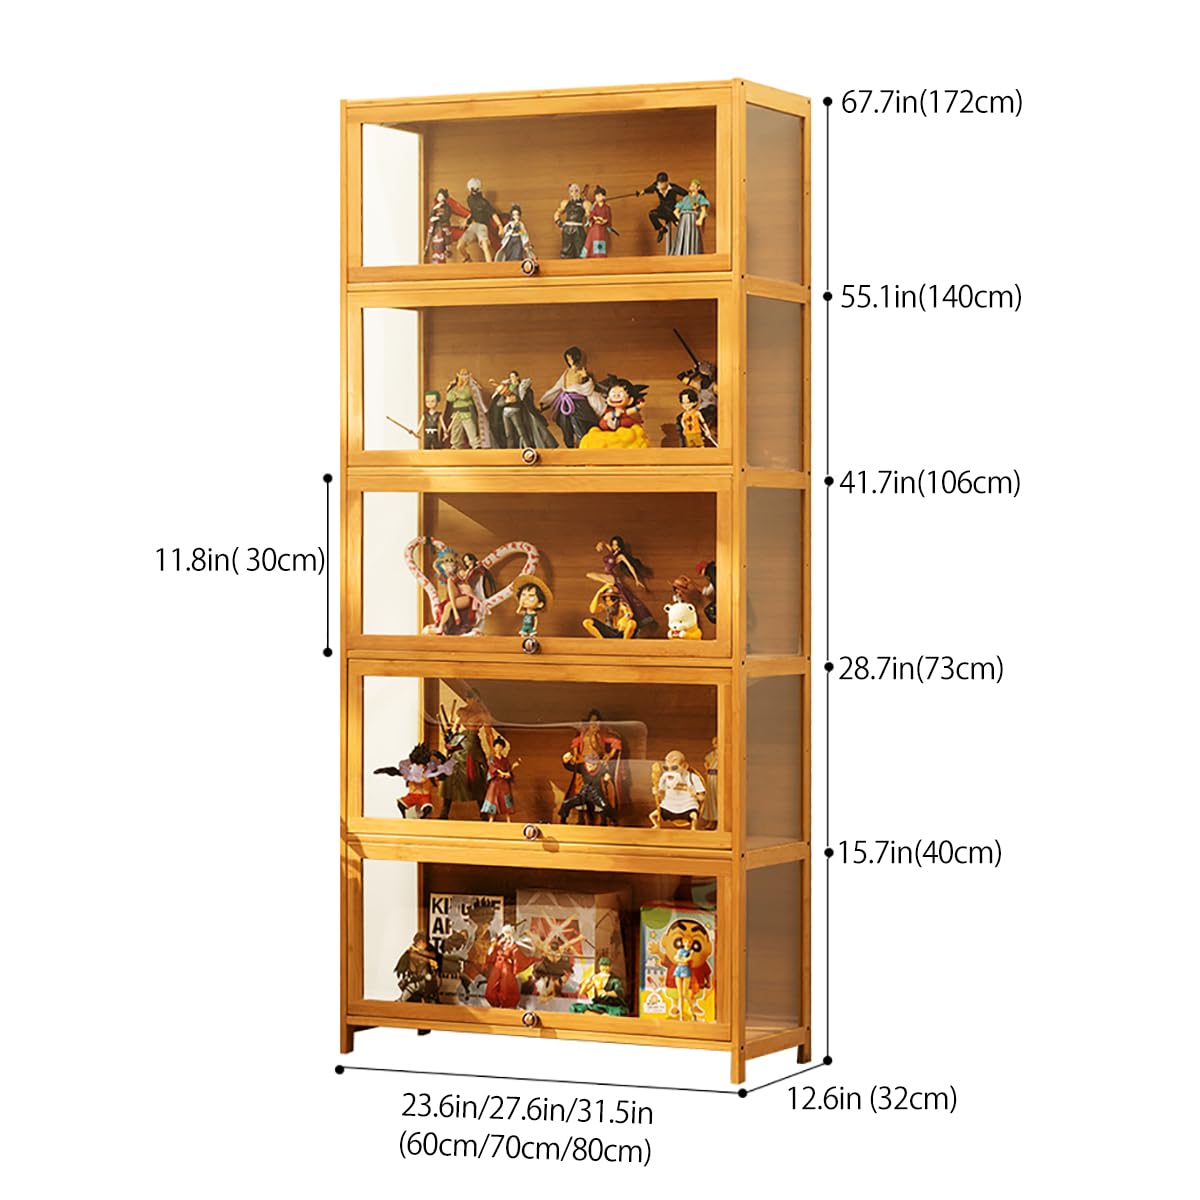 67.7in(172cm)
55.1in(140cm)
41.7in(106cm)
11.8in( 30cm)
28.7in(73cm)
15.7in(40cm)
12.6in (32cm)
23.6in/27.6in/31.5in
(60cm/70cm/80cm)